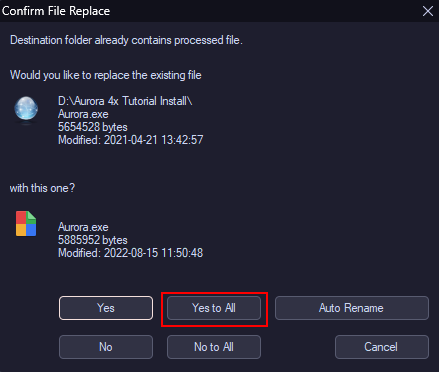 Confirm File Replace
Destination folder already contains processed file.
Would you like to replace the existing file
D:\Aurora 4x Tutorial Install\
Aurora.exe
5654528 bytes
Modified: 2021-04-21 13:42:57
with this one?
Aurora.exe
5885952 bytes
Modified: 2022-08-15 11:50:48
Yes
Yes to All
Auto Rename
No
No to All
Cancel